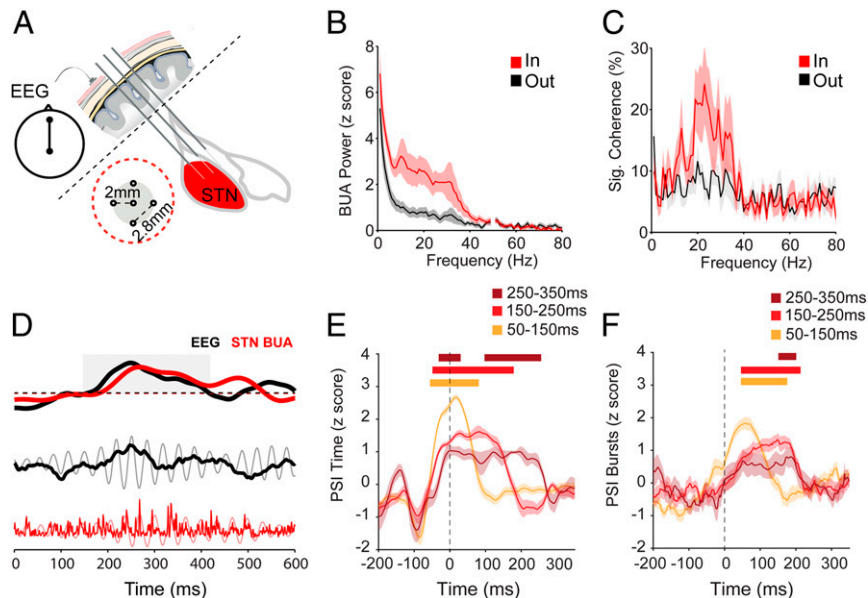 A
EEG
STN
2mm
2.8mm
B
In
Out
BUA Power (z score)
8
6
4
2
0
0 20 40 60 80
Frequency (Hz)
C
In
Out
Sig. Coherence (%)
30
20
10
0
0 20 40 60 80
Frequency (Hz)
D
EEG STN BUA
0 100 200 300 400 500 600
Time (ms)
E
250-350ms
150-250ms
50-150ms
PSI Time (z score)
4
3
2
1
0
-1
-2
-200 -100 0 100 200 300
Time (ms)
F
250-350ms
150-250ms
50-150ms
PSI Bursts (z score)
4
3
2
1
0
-1
-2
-200 -100 0 100 200 300
Time (ms)